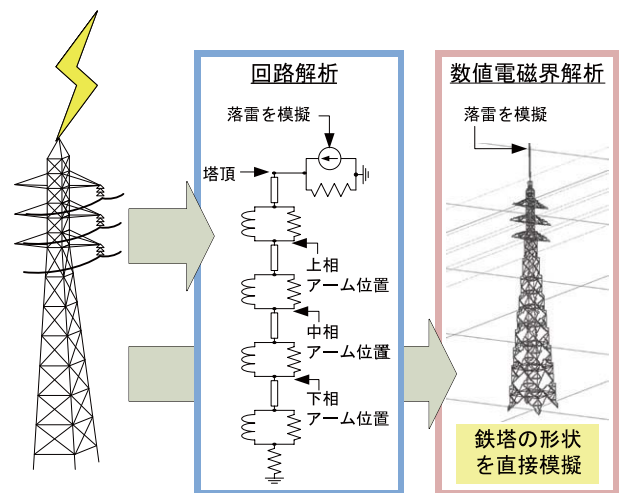 回路解析
落雷を模擬
塔頂
上相
アーム位置
中相
アーム位置
下相
アーム位置
数値電磁界解析
落雷を模擬
鉄塔の形状
を直接模擬